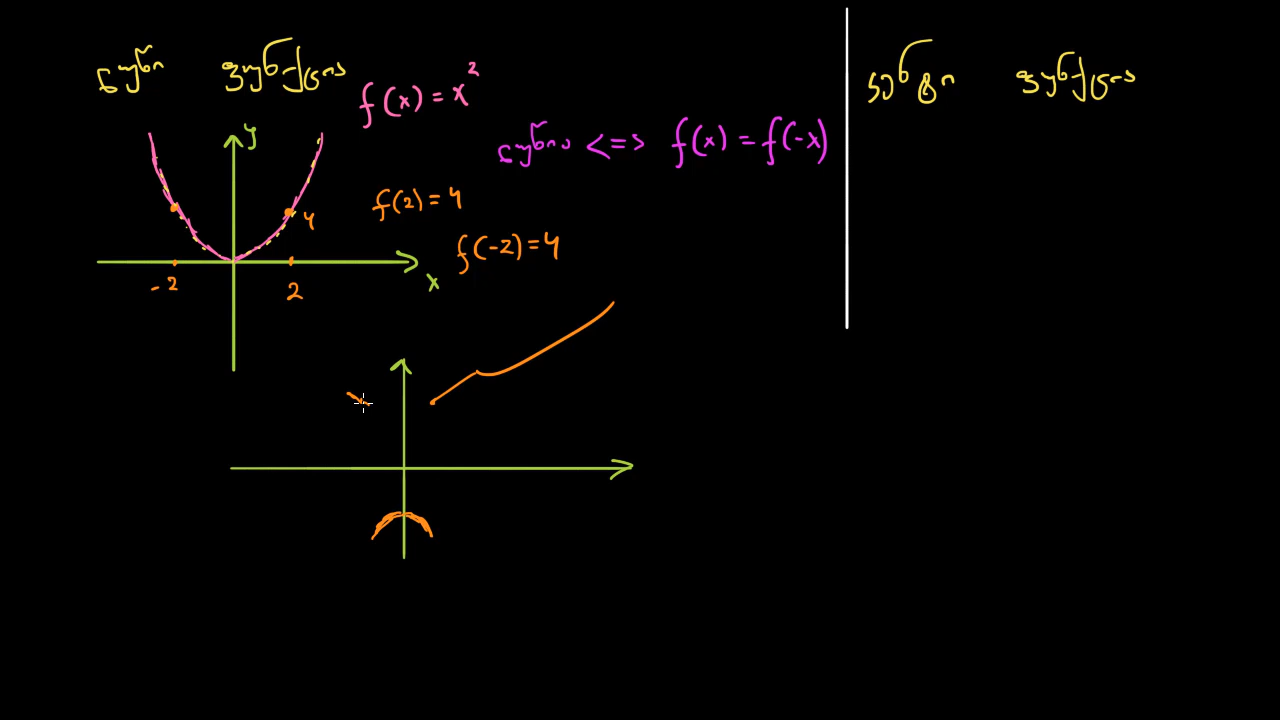 ლუწი ფუნქცია
f(x) = x²
კენტი ფუნქცია
ლუწია <=> f(x) = f(-x)
y
f(2) = 4
4
f(-2) = 4
x
-2
2